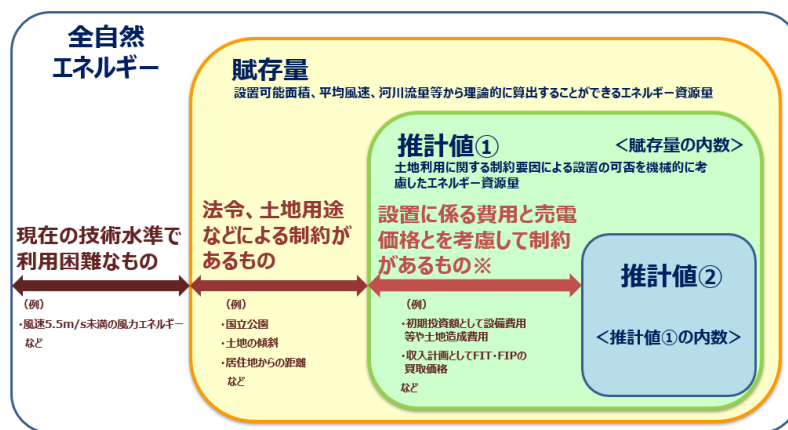 全自然
エネルギー
賦存量
設置可能面積、平均風速、河川流量等から理論的に算出することができるエネルギー資源量
推計値①
<賦存量の内数>
土地利用に関する制約要因による設置の可否を機械的に考
慮したエネルギー資源量
現在の技術水準で
利用困難なもの
(例)
・風速5.5m/s未満の風力エネルギー
など
法令、土地用途
などによる制約が
あるもの
(例)
・国立公園
・土地の傾斜
・居住地からの距離
など
設置に係る費用と売電
価格とを考慮して制約
があるもの※
(例)
・初期投資額として設備費用
等や土地造成費用
・収入計画としてFIT・FIPの
買取価格
など
推計値②
<推計値①の内数>